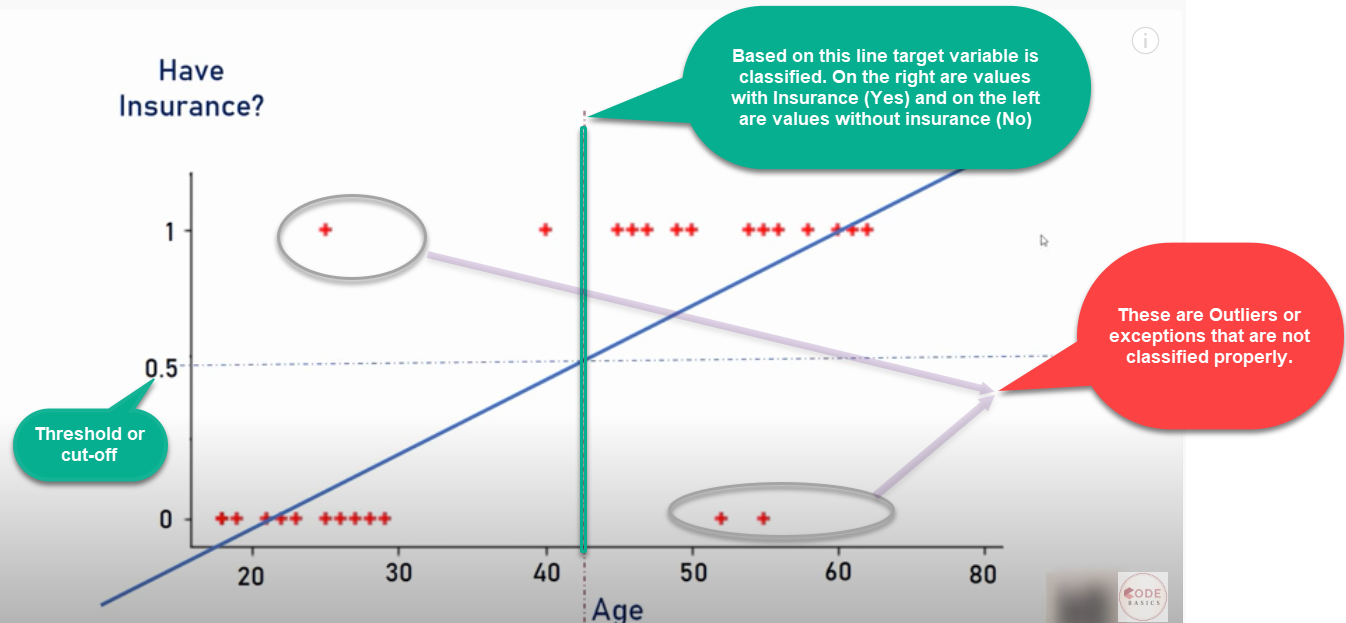 Have
Insurance?
Based on this line target variable is
classified. On the right are values
with Insurance (Yes) and on the left
are values without insurance (No)
1
These are Outliers or
exceptions that are not
classified properly.
0.5
Threshold or
cut-off
0
20
30
40
50
60
80
Age
CODE
BASICS